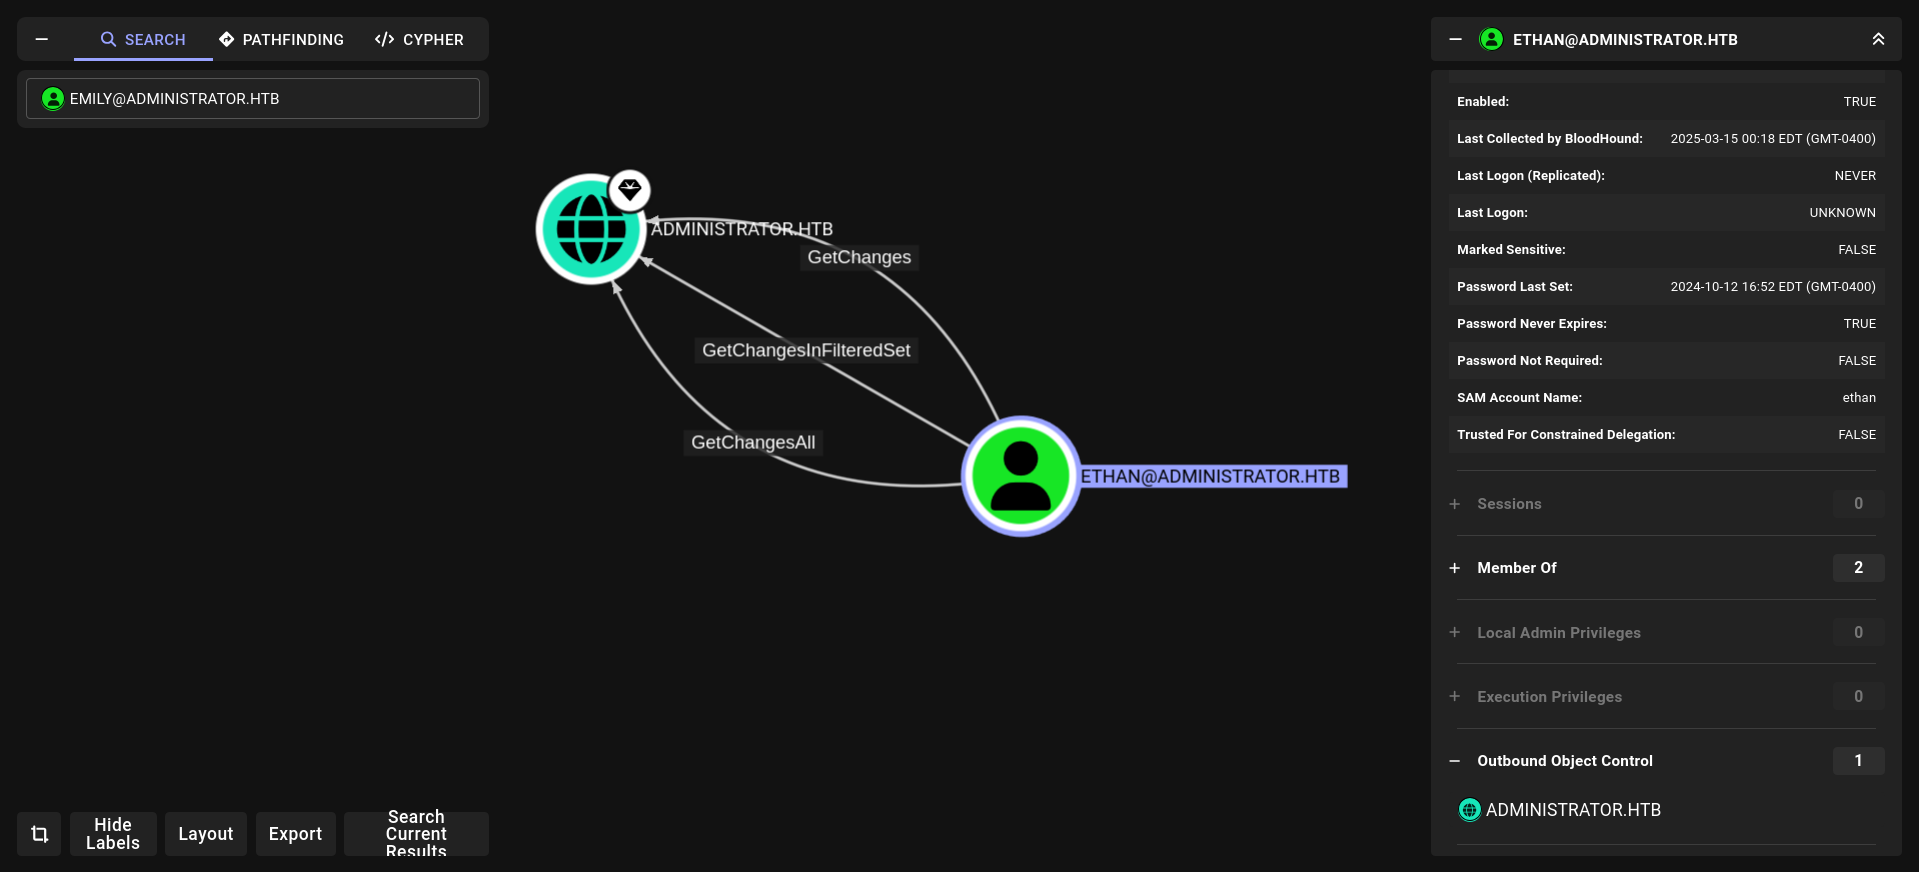 SEARCH PATHFINDING CYPHER
EMILY@ADMINISTRATOR.HTB
ADMINISTRATOR.HTB
GetChanges
GetChangesInFilteredSet
GetChangesAll
ETHAN@ADMINISTRATOR.HTB
Hide
Labels
Layout
Export
Search
Current
Results
ETHAN@ADMINISTRATOR.HTB
Enabled: TRUE
Last Collected by BloodHound: 2025-03-15 00:18 EDT (GMT-0400)
Last Logon (Replicated): NEVER
Last Logon: UNKNOWN
Marked Sensitive: FALSE
Password Last Set: 2024-10-12 16:52 EDT (GMT-0400)
Password Never Expires: TRUE
Password Not Required: FALSE
SAM Account Name: ethan
Trusted For Constrained Delegation: FALSE
Sessions 0
Member Of 2
Local Admin Privileges 0
Execution Privileges 0
Outbound Object Control 1
ADMINISTRATOR.HTB